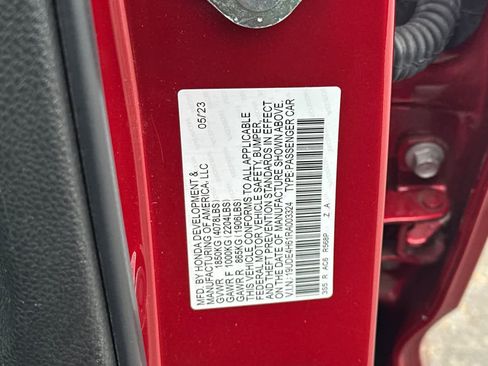 MFD. BY HONDA DEVELOPMENT &
MANUFACTURING OF AMERICA, LLC 05/23
GVWR 1850KG( 4078LBS)
GAWR F 1000KG( 2204LBS)
GAWR R 865KG( 1906LBS)
THIS VEHICLE CONFORMS TO ALL APPLICABLE
FEDERAL MOTOR VEHICLE SAFETY, BUMPER,
AND THEFT PREVENTION STANDARDS IN EFFECT
ON THE DATE OF MANUFACTURE SHOWN ABOVE.
V.I.N.: 19UDE4H61RA003324 TYPE:PASSENGER CAR
355 R AC6 R568P Z A